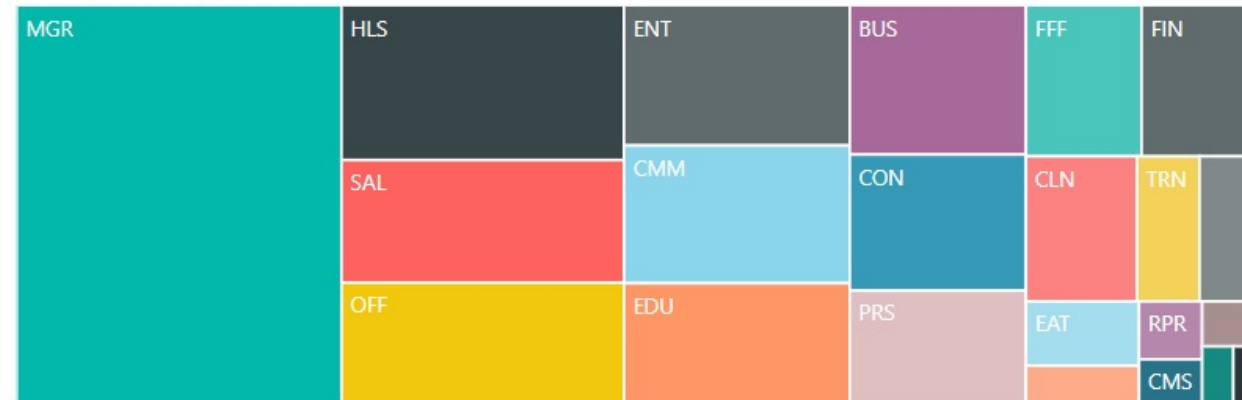 MGR
HLS
ENT
BUS
FFF
FIN
SAL
CMM
CON
CLN
TRN
OFF
EDU
PRS
EAT
RPR
CMS